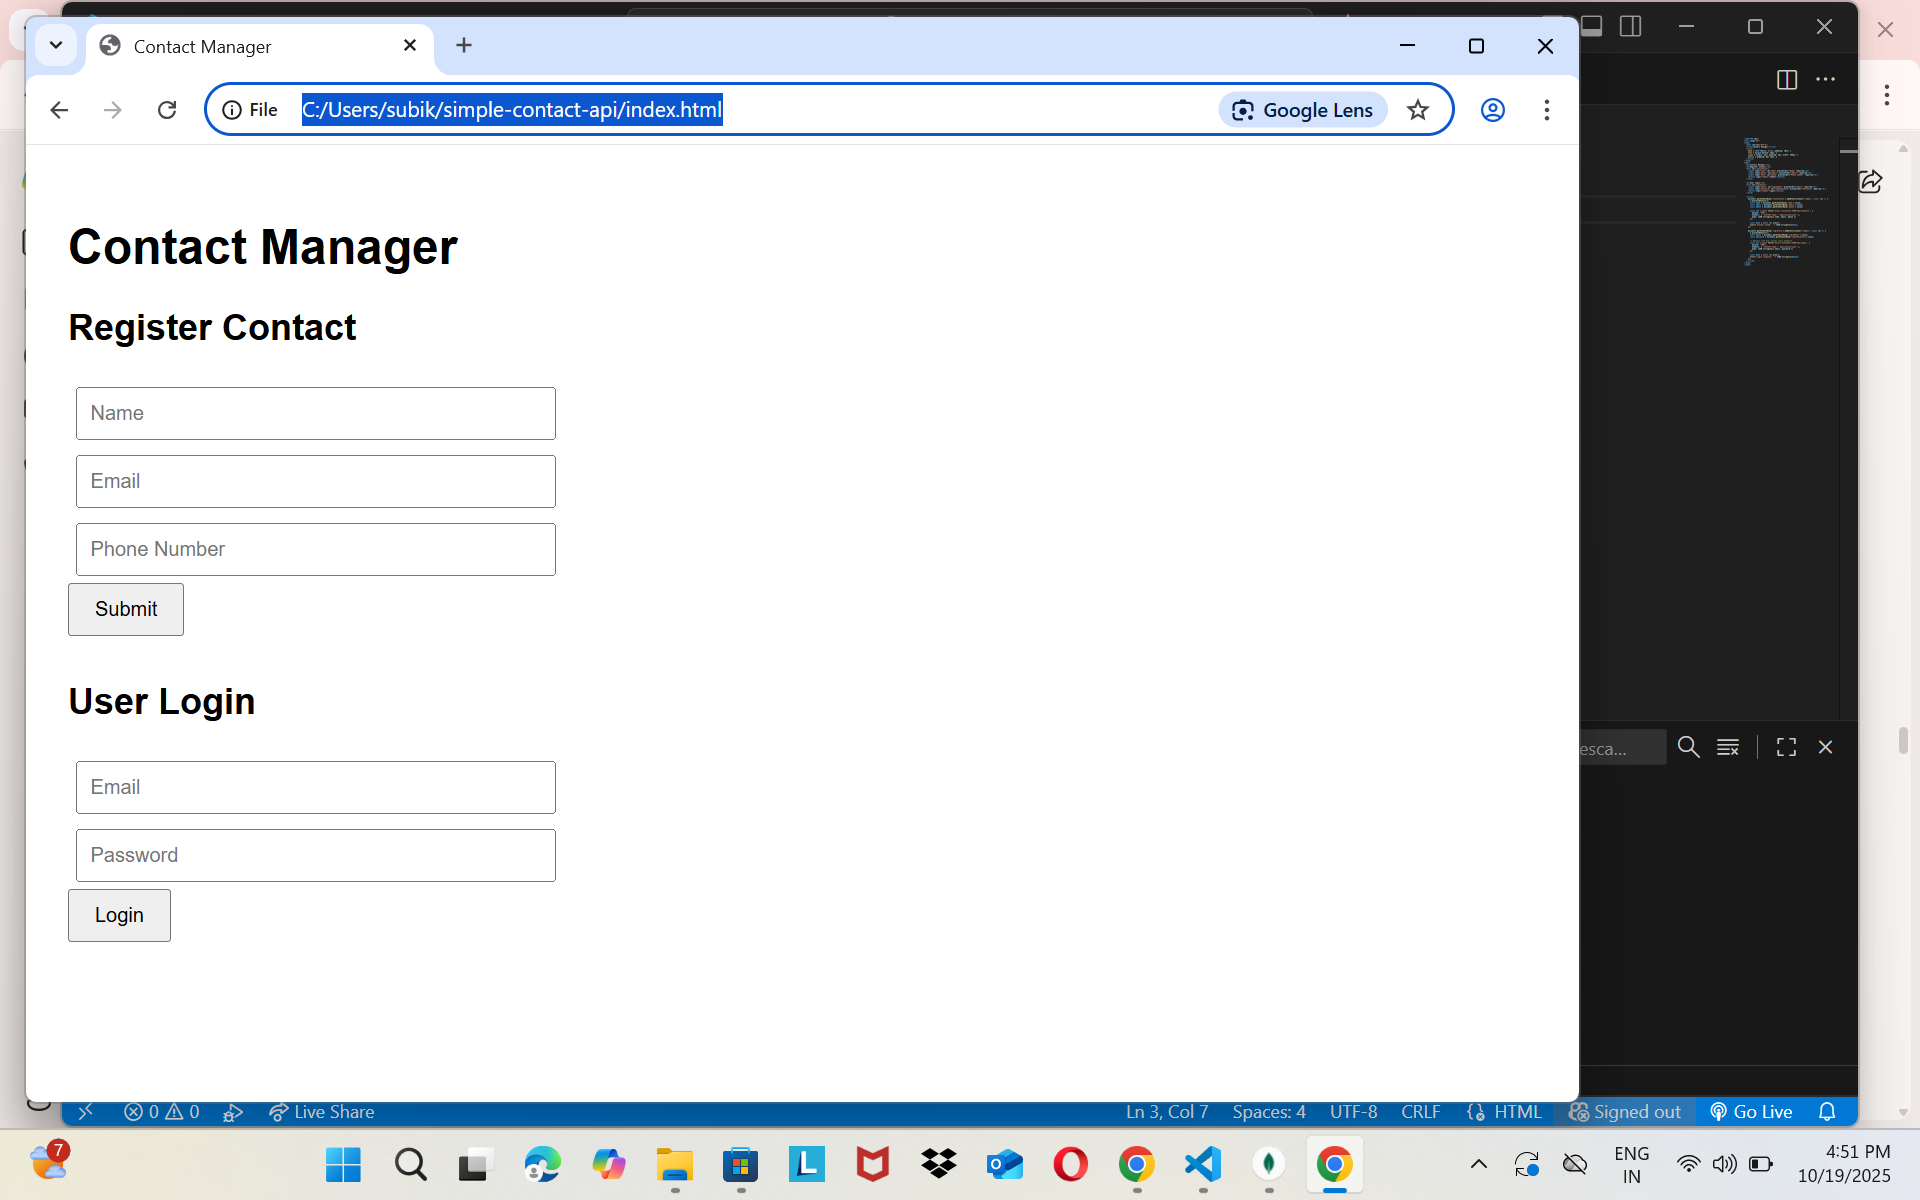 Contact Manager
File
C:/Users/subik/simple-contact-api/index.html
Google Lens
Contact Manager
Register Contact
Name
Email
Phone Number
Submit
User Login
Email
Password
Login
esca...
0 0 Live Share Ln 3, Col 7 Spaces: 4 UTF-8 CRLF HTML Signed out Go Live
7
L
ENG
IN
4:51 PM
10/19/2025